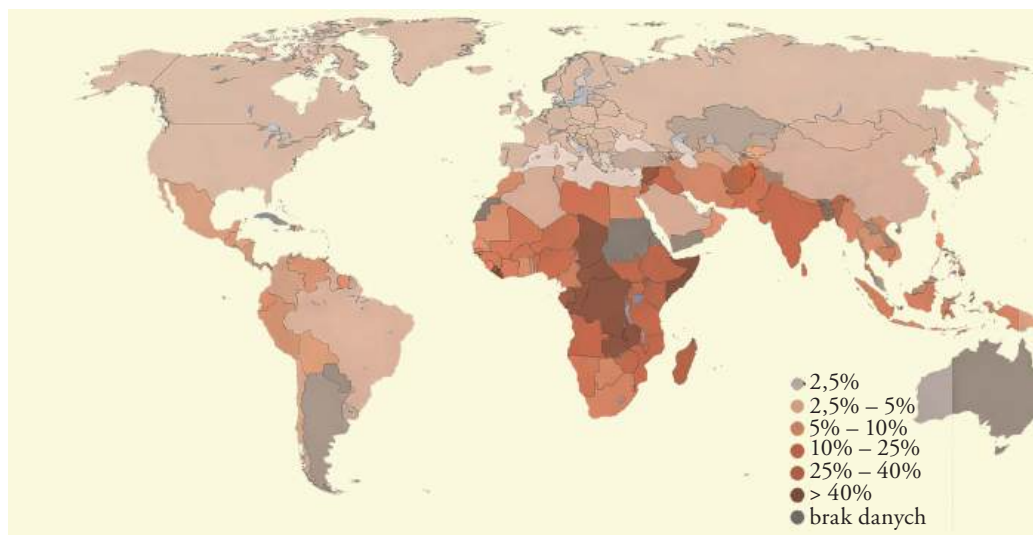 2,5%
2,5% – 5%
5% – 10%
10% – 25%
25% – 40%
> 40%
brak danych